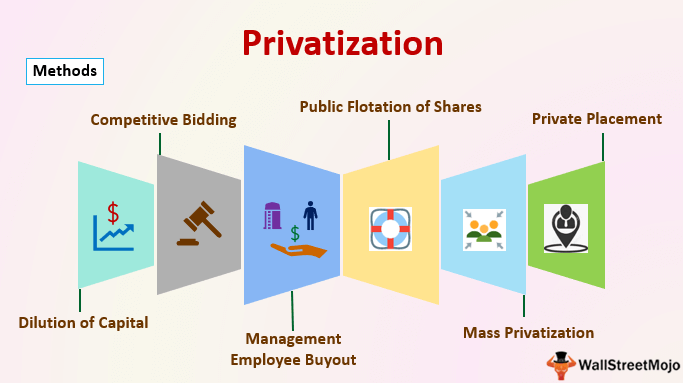 Privatization
Methods
Competitive Bidding
Public Flotation of Shares
Private Placement
$
$
Dilution of Capital
Management
Employee Buyout
Mass Privatization
WallStreetMojo